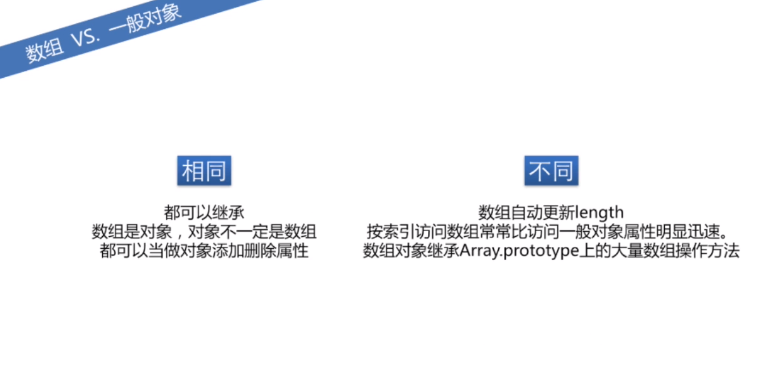 数组 VS. 一般对象
相同
都可以继承
数组是对象，对象不一定是数组
都可以当做对象添加删除属性
不同
数组自动更新length
按索引访问数组常常比访问一般对象属性明显迅速。
数组对象继承Array.prototype上的大量数组操作方法